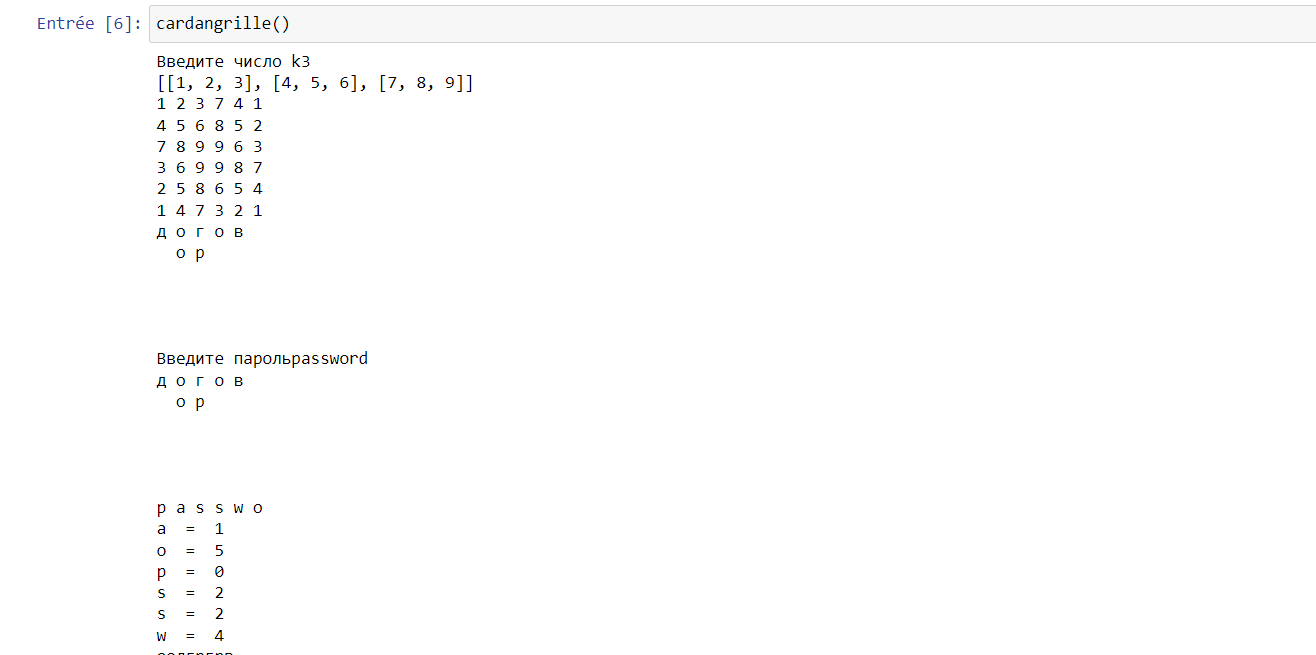 Entrée [6]: cardangrille()
Введите число k3
[[1, 2, 3], [4, 5, 6], [7, 8, 9]]
1 2 3 7 4 1
4 5 6 8 5 2
7 8 9 9 6 3
3 6 9 9 8 7
2 5 8 6 5 4
1 4 7 3 2 1
д о г о в
о р
Введите парольpassword
д о г о в
о р
p a s s w o
a = 1
o = 5
p = 0
s = 2
s = 2
w = 4